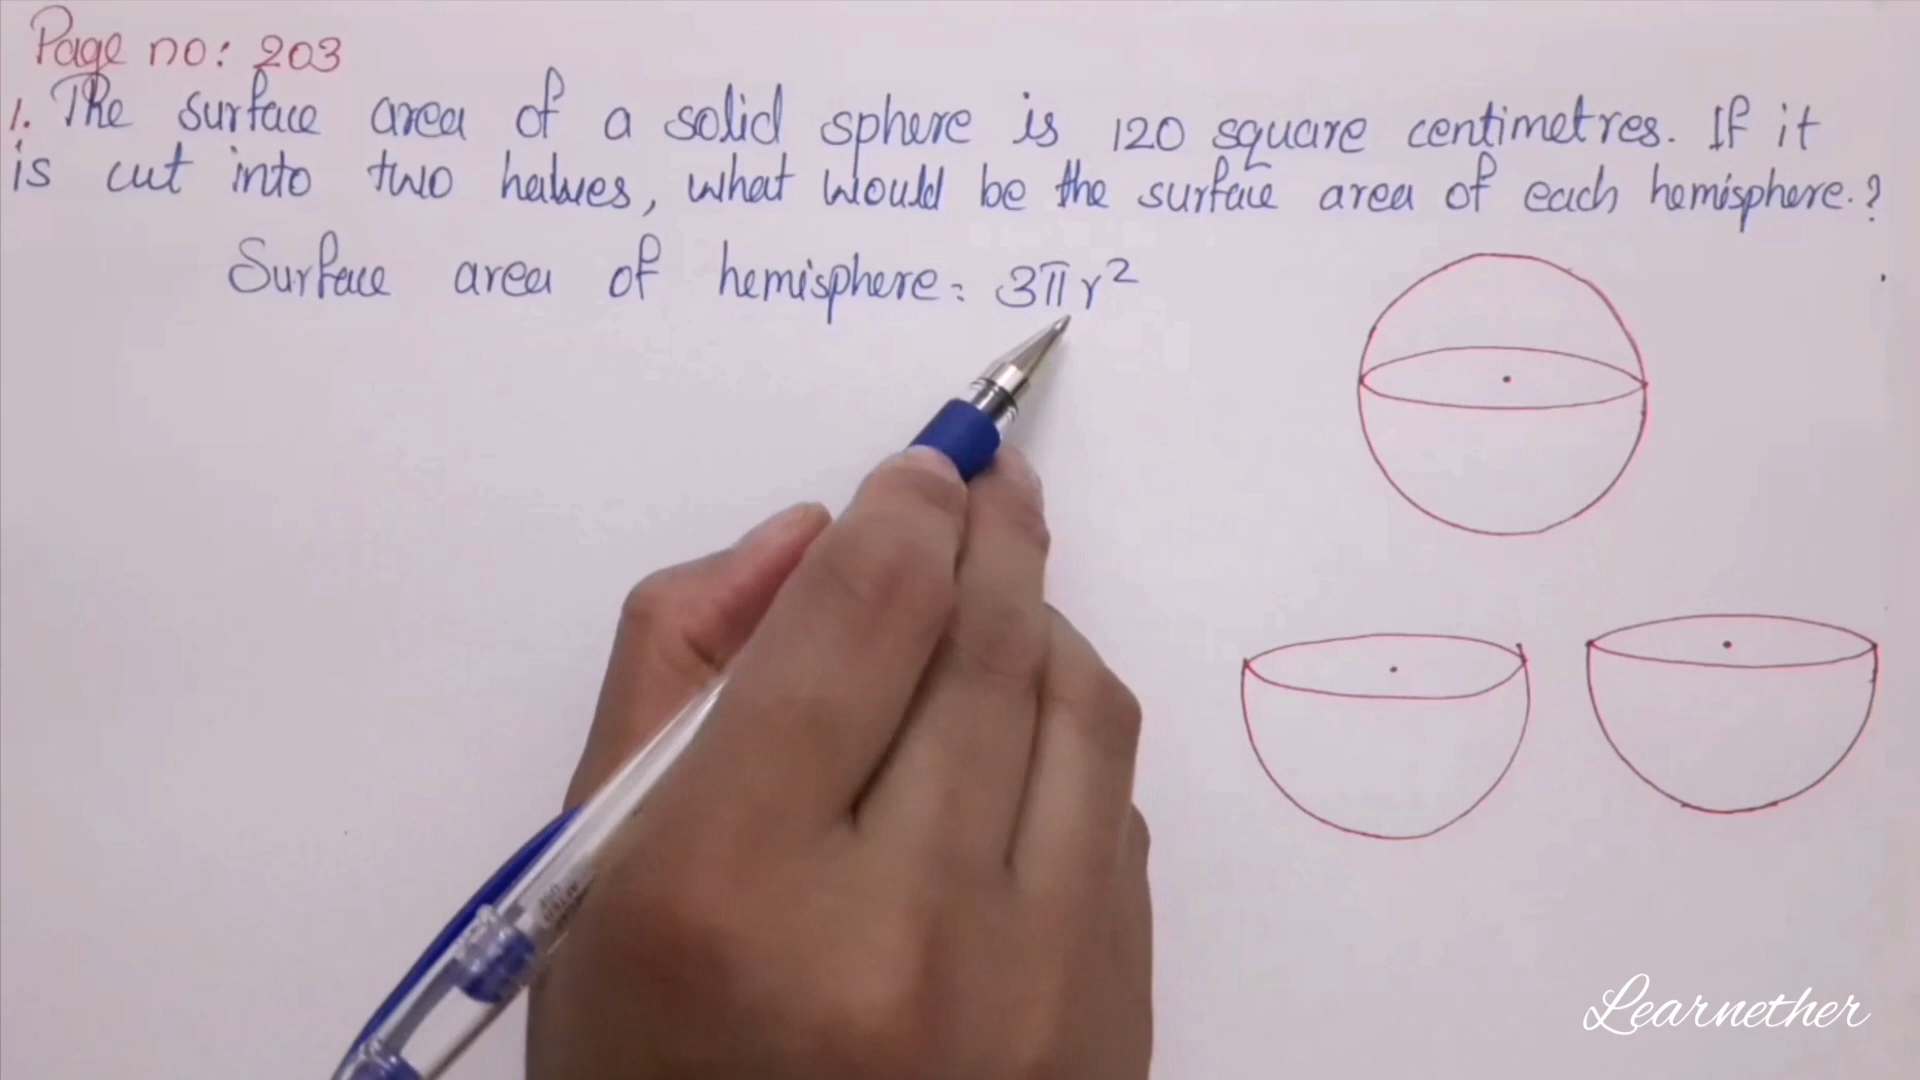 Page no: 203
1. The surface area of a solid sphere is 120 square centimetres. If it
is cut into two halves, what would be the surface area of each hemisphere.?
Surface area of hemisphere = 3πr²
Learnether